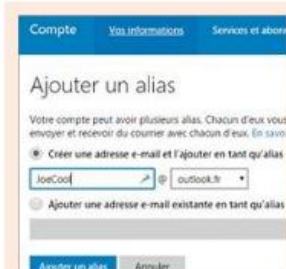 Compte Vos informations Services et abon
Ajouter un alias
Votre compte peut avoir plusieurs alias. Chacun d'eux vous
envoyer et recevoir du courrier avec chacun d'eux. En savo
Créer une adresse e-mail et l'ajouter en tant qu'alias
JoeCool @ outlook.fr
Ajouter une adresse e-mail existante en tant qu'alias
Ajouter un alias Annuler